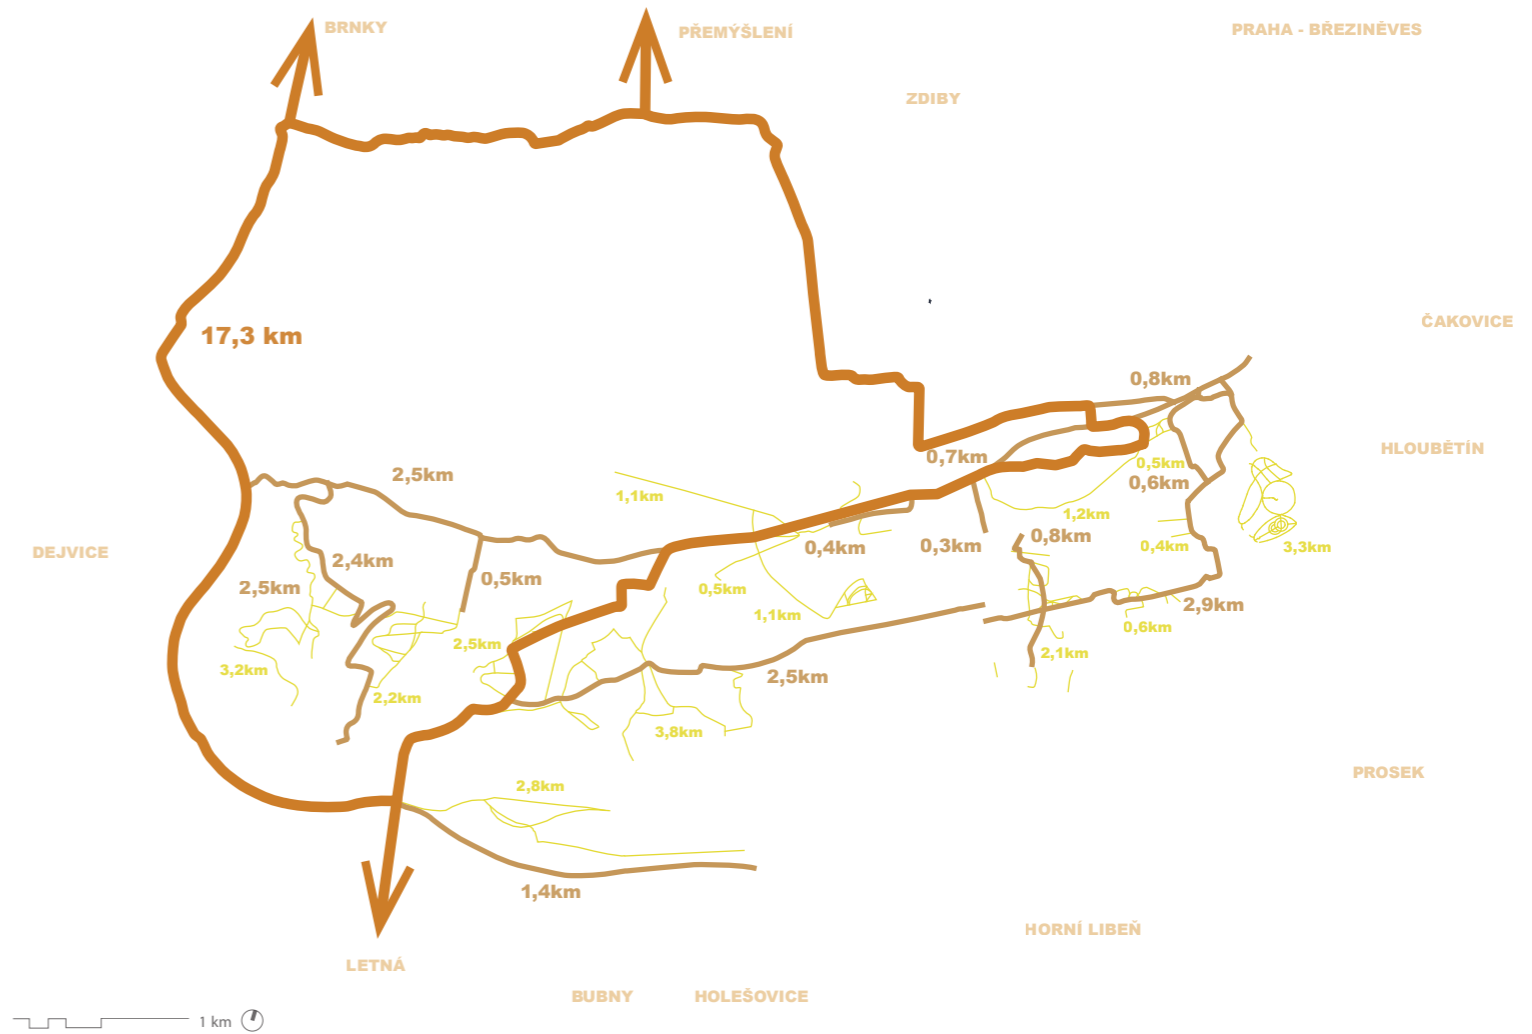 BRNKY
PŘEMÝŠLENÍ
PRAHA - BŘEZINĚVES
ZDIBY
ČAKOVICE
17,3 km
0,8km
HLOUBĚTÍN
0,7km
0,5km
2,5km
0,6km
1,1km
1,2km
0,8km
DEJVICE
0,4km
0,3km
0,4km
3,3km
2,4km
0,5km
2,5km
0,5km
1,1km
2,9km
0,6km
2,5km
2,1km
3,2km
2,5km
2,2km
3,8km
PROSEK
2,8km
1,4km
HORNÍ LIBEŇ
LETNÁ
BUBNY
HOLEŠOVICE
1 km